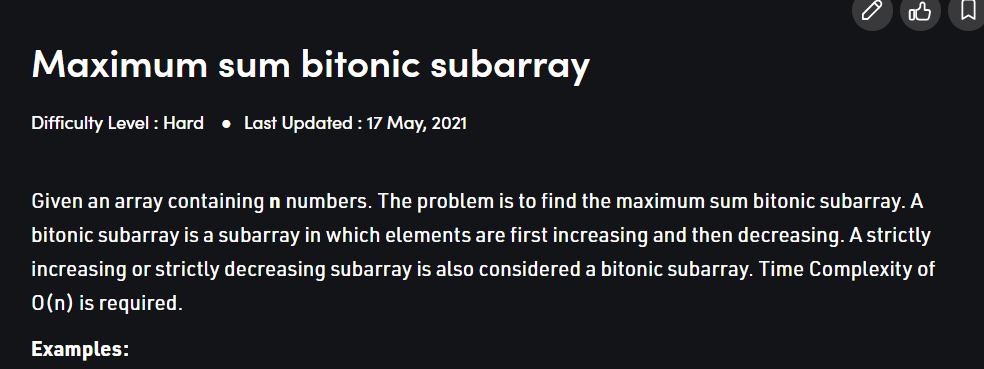 Maximum sum bitonic subarray
Difficulty Level : Hard ● Last Updated : 17 May, 2021
Given an array containing n numbers. The problem is to find the maximum sum bitonic subarray. A
bitonic subarray is a subarray in which elements are first increasing and then decreasing. A strictly
increasing or strictly decreasing subarray is also considered a bitonic subarray. Time Complexity of
O(n) is required.
Examples: